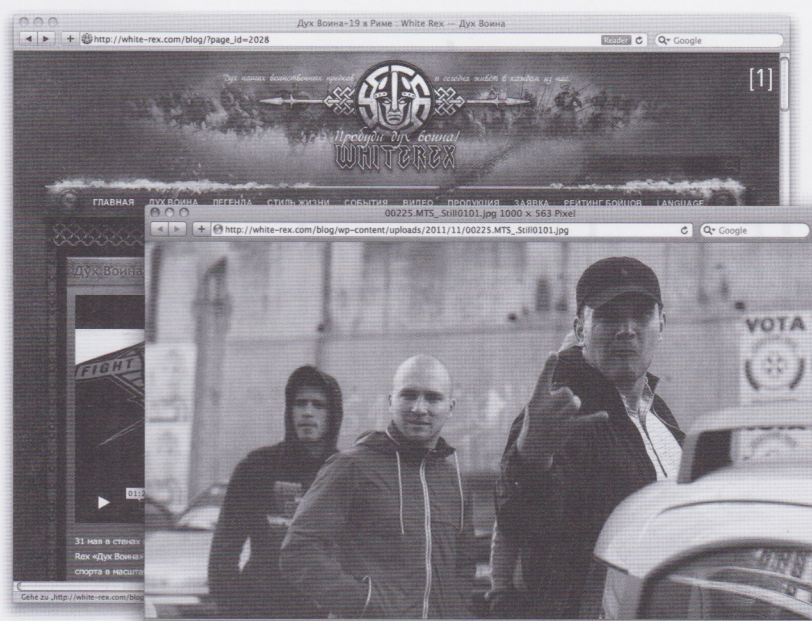 Дух Воина-19 в Риме : White Rex — Дух Воина
http://white-rex.com/blog/?page_id=2028
Reader
Google
[1]
Дух наших воинственных предков и сегодня живёт в каждом из нас.
Пробуди дух воина!
WHITEREX
ГЛАВНАЯ ДУХ ВОИНА ЛЕГЕНДА СТИЛЬ ЖИЗНИ СОБЫТИЯ ВИДЕО ПРОДУКЦИЯ ЗАЯВКА РЕЙТИНГ БОЙЦОВ LANGUAGE
00225.MTS_.Still0101.jpg 1000 × 563 Pixel
http://white-rex.com/blog/wp-content/uploads/2011/11/00225.MTS_.Still0101.jpg
Google
Дух Воина
FIGHT
VOTA
31 мая в стенах
Rex «Дух Воина»
спорта в масшта
Gehe zu „http://white-rex.com/blog